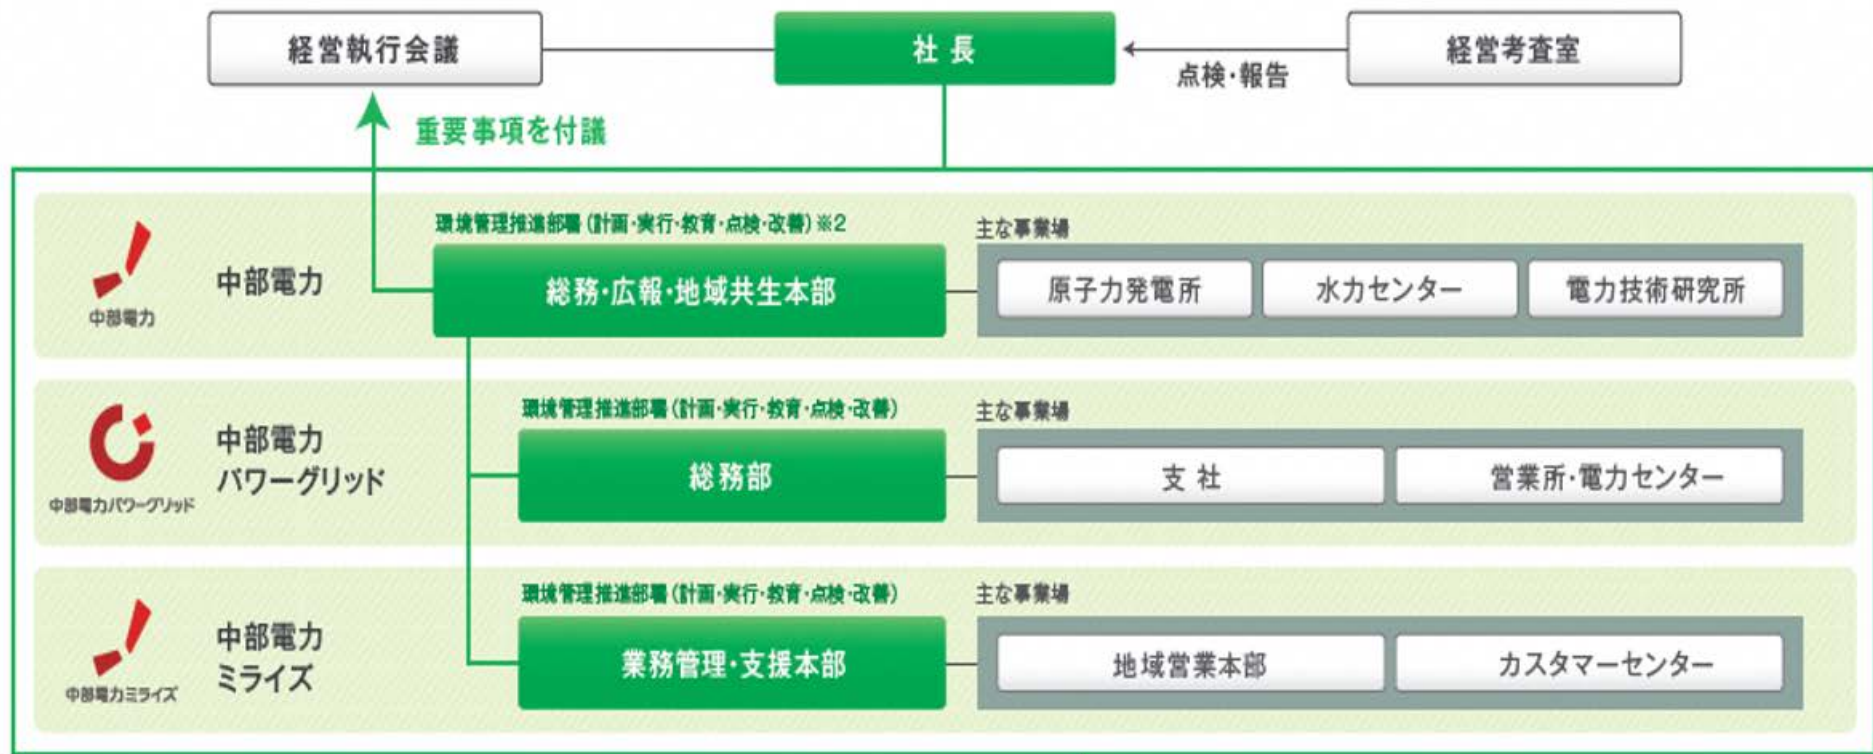 経営執行会議
社長
経営考査室
点検・報告
重要事項を付議
中部電力
中部電力
環境管理推進部署(計画・実行・教育・点検・改善)※2
総務・広報・地域共生本部
主な事業場
原子力発電所
水力センター
電力技術研究所
中部電力パワーグリッド
中部電力
パワーグリッド
環境管理推進部署(計画・実行・教育・点検・改善)
総務部
主な事業場
支社
営業所・電力センター
中部電力ミライズ
中部電力
ミライズ
環境管理推進部署(計画・実行・教育・点検・改善)
業務管理・支援本部
主な事業場
地域営業本部
カスタマーセンター